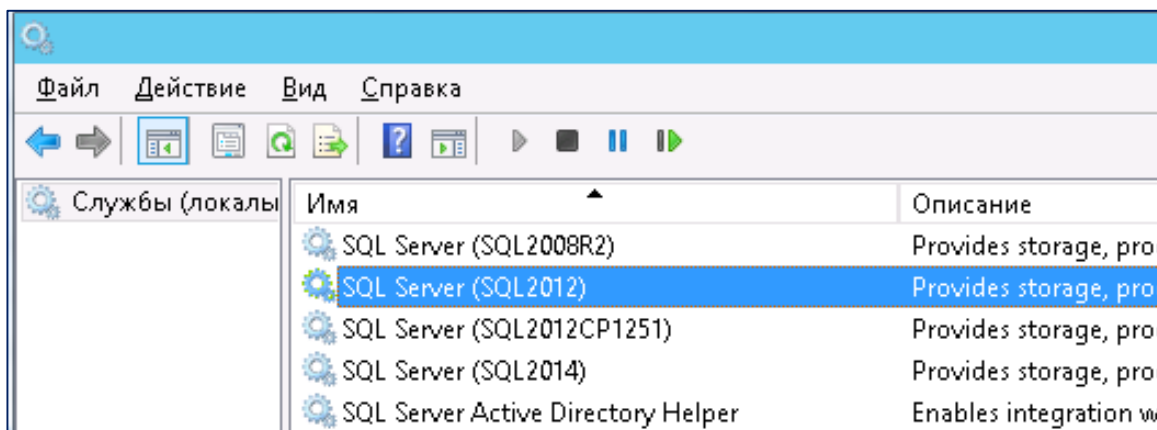 Файл Действие Вид Справка
Службы (локалы
Имя Описание
SQL Server (SQL2008R2) Provides storage, pro
SQL Server (SQL2012) Provides storage, pro
SQL Server (SQL2012CP1251) Provides storage, pro
SQL Server (SQL2014) Provides storage, pro
SQL Server Active Directory Helper Enables integration w